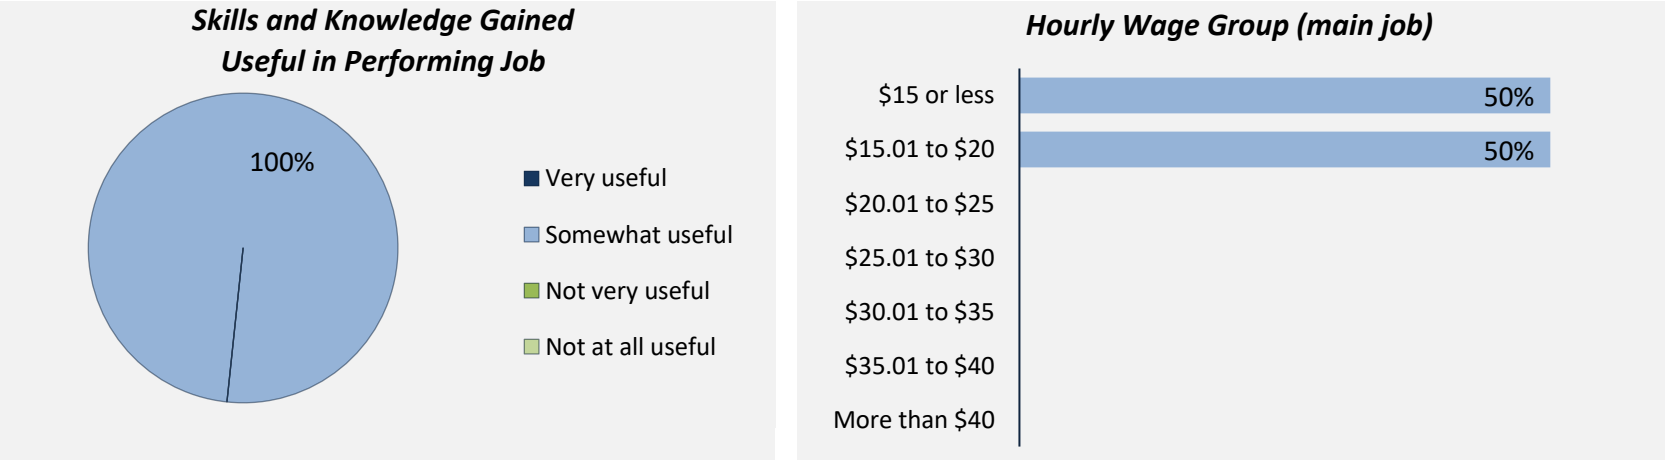 Skills and Knowledge Gained
Useful in Performing Job
100%
Very useful
Somewhat useful
Not very useful
Not at all useful
Hourly Wage Group (main job)
$15 or less
50%
$15.01 to $20
50%
$20.01 to $25
$25.01 to $30
$30.01 to $35
$35.01 to $40
More than $40